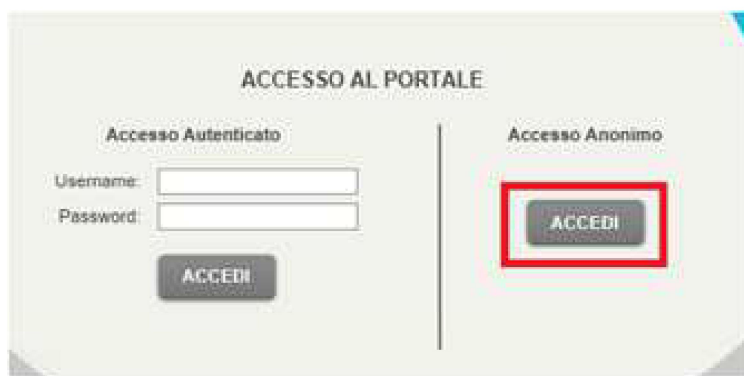 ACCESSO AL PORTALE
Accesso Autenticato
Username:
Password:
ACCEDI
Accesso Anonimo
ACCEDI